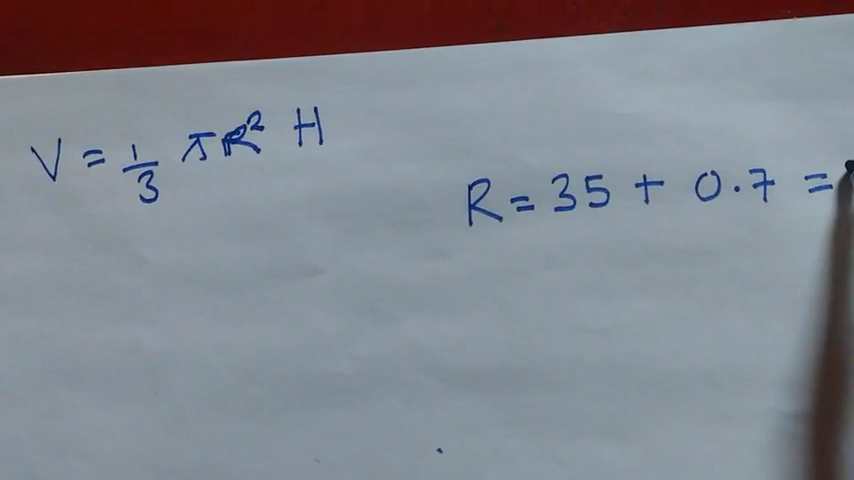 V = 1/3 πR² H
R = 35 + 0.7 =